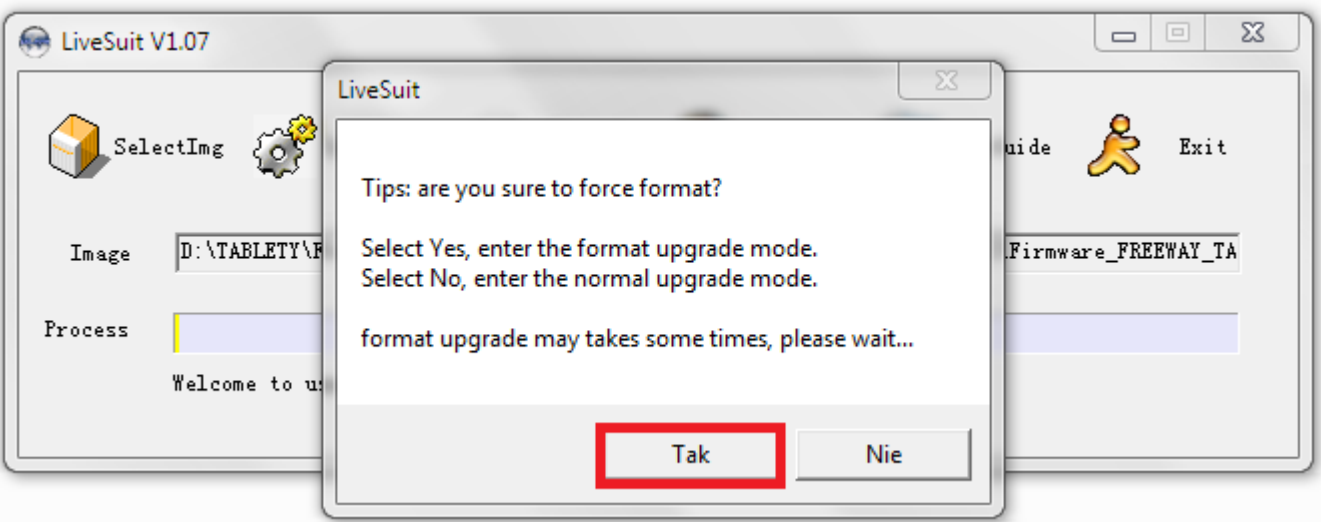 LiveSuit V1.07
LiveSuit
SelectImg
Exit
Tips: are you sure to force format?
Select Yes, enter the format upgrade mode.
Select No, enter the normal upgrade mode.
format upgrade may takes some times, please wait...
Image D:\TABLETY\ Firmware_FREEWAY_TA
Process
Welcome to
Tak Nie